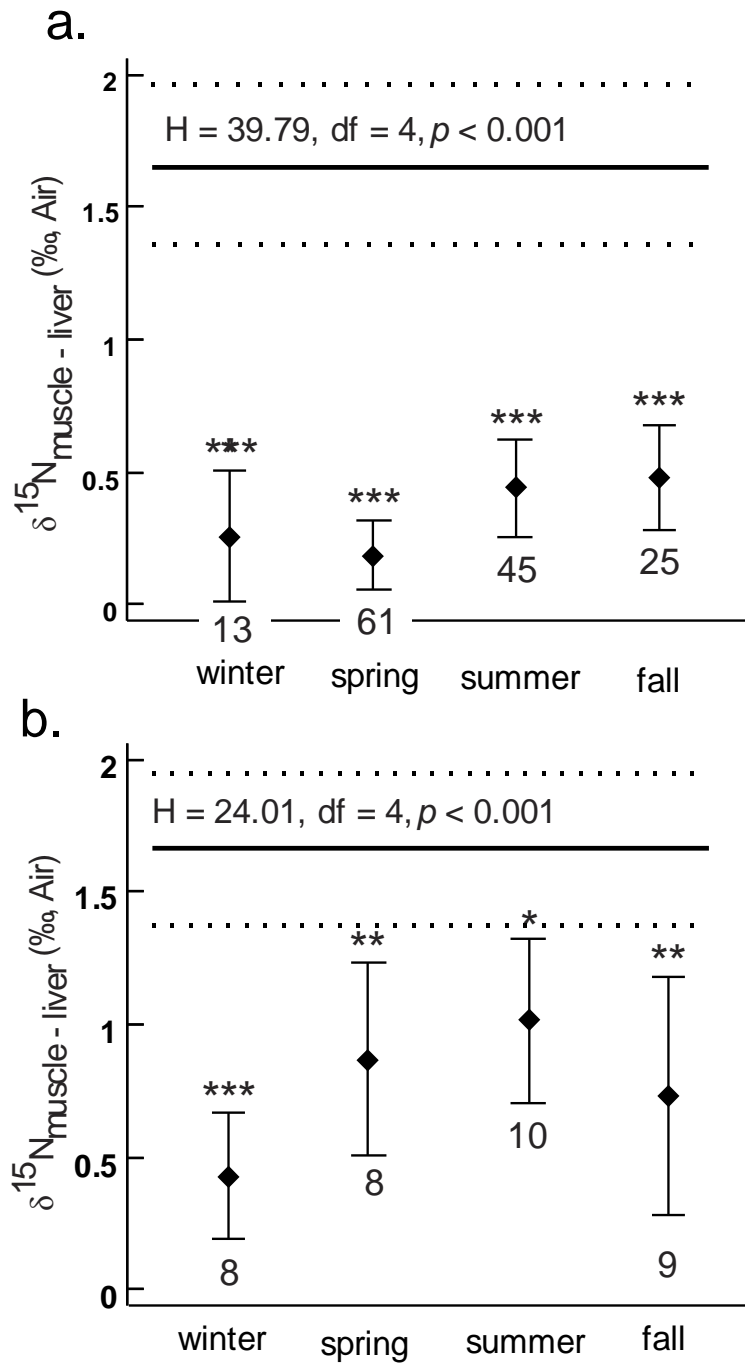 a.
2
H = 39.79, df = 4, p < 0.001
1.5
1
0.5
0
δ15Nmuscle - liver (‰, Air)
***
***
***
***
13
61
45
25
winter
spring
summer
fall
b.
2
H = 24.01, df = 4, p < 0.001
1.5
1
0.5
0
δ15Nmuscle - liver (‰, Air)
***
**
*
**
8
8
10
9
winter
spring
summer
fall